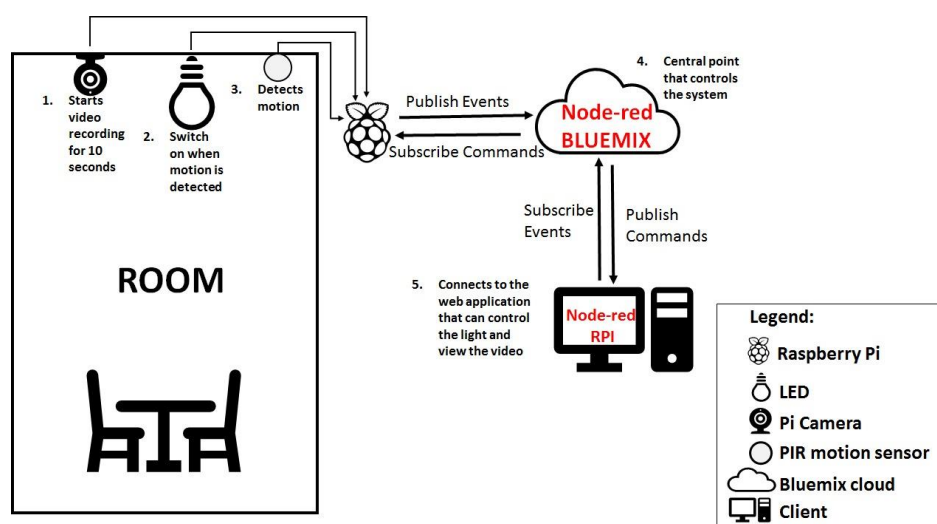 1. Starts
video
recording
for 10
seconds
2. Switch
on when
motion is
detected
3. Detects
motion
Publish Events
Subscribe Commands
4. Central point
that controls
the system
Node-red
BLUEMIX
Subscribe
Events
Publish
Commands
ROOM
5. Connects to the
web application
that can control
the light and
view the video
Node-red
RPI
Legend:
Raspberry Pi
LED
Pi Camera
PIR motion sensor
Bluemix cloud
Client